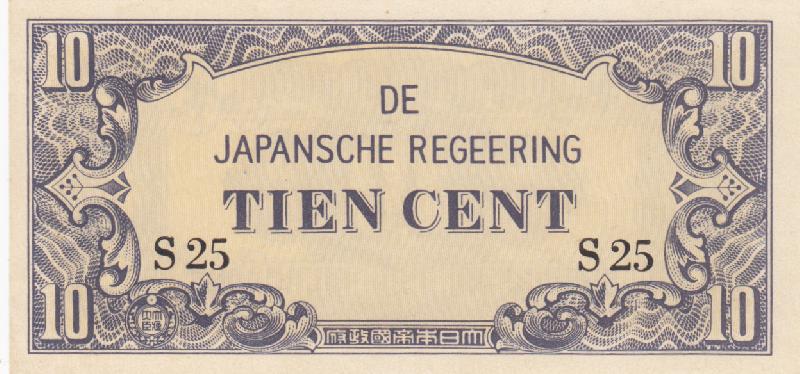 10 10
DE
JAPANSCHE REGEERING
TIEN CENT
S 25 S 25
10 10
大日本帝國政府